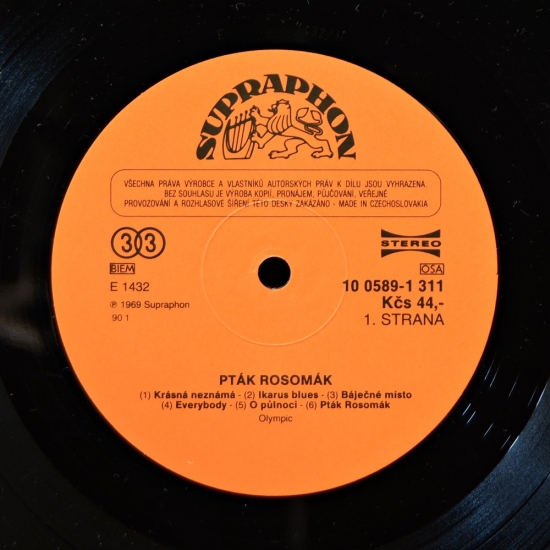 SUPRAPHON
VŠECHNA PRÁVA VÝROBCE A VLASTNÍKŮ AUTORSKÝCH PRÁV K DÍLU JSOU VYHRAZENA.
BEZ SOUHLASU JE VÝROBA KOPIÍ, PRONÁJEM, PŮJČOVÁNÍ, VEŘEJNÉ
PROVOZOVÁNÍ A ROZHLASOVÉ ŠÍŘENÍ TÉTO DESKY ZAKÁZÁNO - MADE IN CZECHOSLOVAKIA
33
STEREO
BIEM
OSA
E 1432
10 0589-1 311
Kčs 44,-
℗ 1969 Supraphon
90 1
1. STRANA
PTÁK ROSOMÁK
(1) Krásná neznámá - (2) Ikarus blues - (3) Báječné místo
(4) Everybody - (5) O půlnoci - (6) Pták Rosomák
Olympic